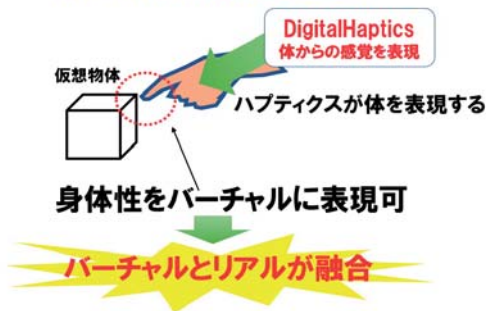 DigitalHaptics
体からの感覚を表現
仮想物体
ハプティクスが体を表現する
身体性をバーチャルに表現可
バーチャルとリアルが融合